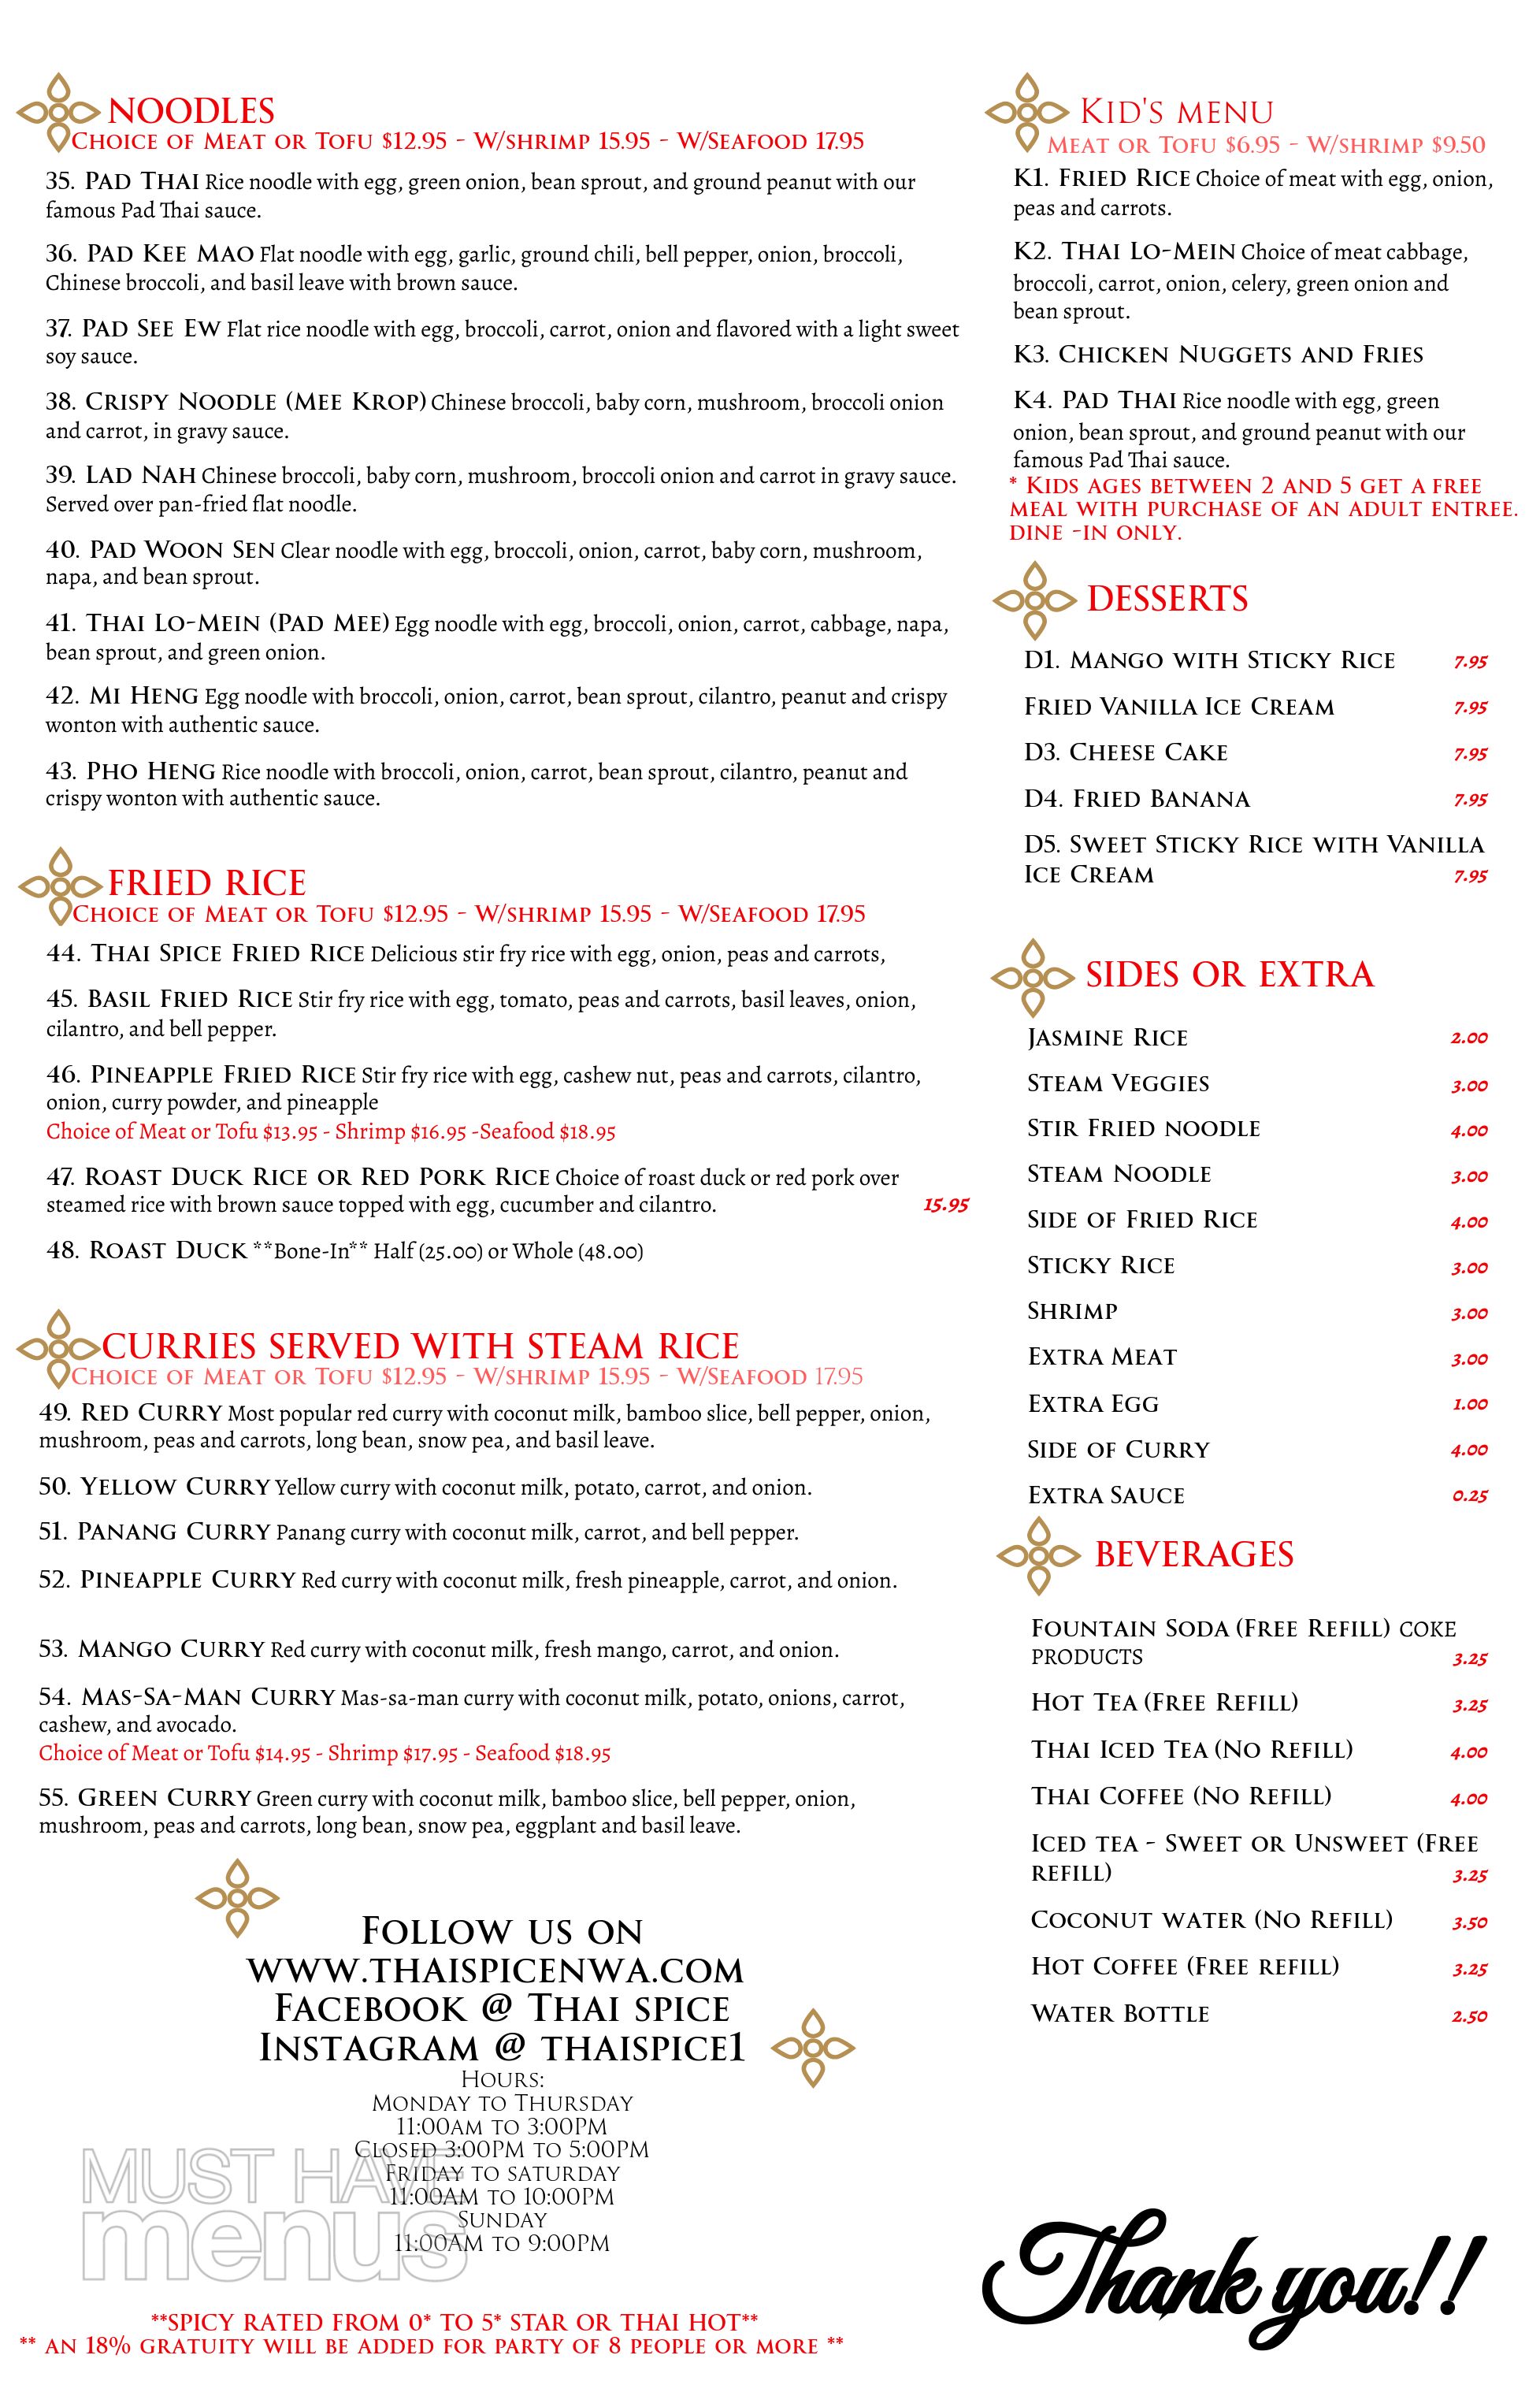 NOODLES
Choice of Meat or Tofu $12.95 - W/shrimp 15.95 - W/Seafood 17.95
35. Pad Thai Rice noodle with egg, green onion, bean sprout, and ground peanut with our
famous Pad Thai sauce.
36. Pad Kee Mao Flat noodle with egg, garlic, ground chili, bell pepper, onion, broccoli,
Chinese broccoli, and basil leave with brown sauce.
37. Pad See Ew Flat rice noodle with egg, broccoli, carrot, onion and flavored with a light sweet
soy sauce.
38. Crispy Noodle (Mee Krop) Chinese broccoli, baby corn, mushroom, broccoli onion
and carrot, in gravy sauce.
39. Lad Nah Chinese broccoli, baby corn, mushroom, broccoli onion and carrot in gravy sauce.
Served over pan-fried flat noodle.
40. Pad Woon Sen Clear noodle with egg, broccoli, onion, carrot, baby corn, mushroom,
napa, and bean sprout.
41. Thai Lo-Mein (Pad Mee) Egg noodle with egg, broccoli, onion, carrot, cabbage, napa,
bean sprout, and green onion.
42. Mi Heng Egg noodle with broccoli, onion, carrot, bean sprout, cilantro, peanut and crispy
wonton with authentic sauce.
43. Pho Heng Rice noodle with broccoli, onion, carrot, bean sprout, cilantro, peanut and
crispy wonton with authentic sauce.
FRIED RICE
Choice of Meat or Tofu $12.95 - W/shrimp 15.95 - W/Seafood 17.95
44. Thai Spice Fried Rice Delicious stir fry rice with egg, onion, peas and carrots,
45. Basil Fried Rice Stir fry rice with egg, tomato, peas and carrots, basil leaves, onion,
cilantro, and bell pepper.
46. Pineapple Fried Rice Stir fry rice with egg, cashew nut, peas and carrots, cilantro,
onion, curry powder, and pineapple
Choice of Meat or Tofu $13.95 - Shrimp $16.95 -Seafood $18.95
47. Roast Duck Rice or Red Pork Rice Choice of roast duck or red pork over
steamed rice with brown sauce topped with egg, cucumber and cilantro. 15.95
48. Roast Duck **Bone-In** Half (25.00) or Whole (48.00)
CURRIES SERVED WITH STEAM RICE
Choice of Meat or Tofu $12.95 - W/shrimp 15.95 - W/Seafood 17.95
49. Red Curry Most popular red curry with coconut milk, bamboo slice, bell pepper, onion,
mushroom, peas and carrots, long bean, snow pea, and basil leave.
50. Yellow Curry Yellow curry with coconut milk, potato, carrot, and onion.
51. Panang Curry Panang curry with coconut milk, carrot, and bell pepper.
52. Pineapple Curry Red curry with coconut milk, fresh pineapple, carrot, and onion.
53. Mango Curry Red curry with coconut milk, fresh mango, carrot, and onion.
54. Mas-Sa-Man Curry Mas-sa-man curry with coconut milk, potato, onions, carrot,
cashew, and avocado.
Choice of Meat or Tofu $14.95 - Shrimp $17.95 - Seafood $18.95
55. Green Curry Green curry with coconut milk, bamboo slice, bell pepper, onion,
mushroom, peas and carrots, long bean, snow pea, eggplant and basil leave.
Follow us on
www.thaispicenwa.com
Facebook @ Thai spice
Instagram @ thaispice1
Hours:
Monday to Thursday
11:00am to 3:00PM
Closed 3:00PM to 5:00PM
Friday to saturday
11:00AM to 10:00PM
Sunday
11:00AM to 9:00PM
MUST HAVE
menus
**SPICY RATED FROM 0* TO 5* STAR OR THAI HOT**
** AN 18% GRATUITY WILL BE ADDED FOR PARTY OF 8 PEOPLE OR MORE **
Kid's menu
Meat or Tofu $6.95 - W/shrimp $9.50
K1. Fried Rice Choice of meat with egg, onion,
peas and carrots.
K2. Thai Lo-Mein Choice of meat cabbage,
broccoli, carrot, onion, celery, green onion and
bean sprout.
K3. Chicken Nuggets and Fries
K4. Pad Thai Rice noodle with egg, green
onion, bean sprout, and ground peanut with our
famous Pad Thai sauce.
* Kids ages between 2 and 5 get a free
meal with purchase of an adult entree.
dine -in only.
DESSERTS
D1. Mango with Sticky Rice 7.95
Fried Vanilla Ice Cream 7.95
D3. Cheese Cake 7.95
D4. Fried Banana 7.95
D5. Sweet Sticky Rice with Vanilla
Ice Cream 7.95
SIDES OR EXTRA
Jasmine Rice 2.00
Steam Veggies 3.00
Stir Fried noodle 4.00
Steam Noodle 3.00
Side of Fried Rice 4.00
Sticky Rice 3.00
Shrimp 3.00
Extra Meat 3.00
Extra Egg 1.00
Side of Curry 4.00
Extra Sauce 0.25
BEVERAGES
Fountain Soda (Free Refill) COKE
PRODUCTS 3.25
Hot Tea (Free Refill) 3.25
Thai Iced Tea (No Refill) 4.00
Thai Coffee (No Refill) 4.00
Iced tea - Sweet or Unsweet (Free
refill) 3.25
Coconut water (No Refill) 3.50
Hot Coffee (Free refill) 3.25
Water Bottle 2.50
Thank you!!